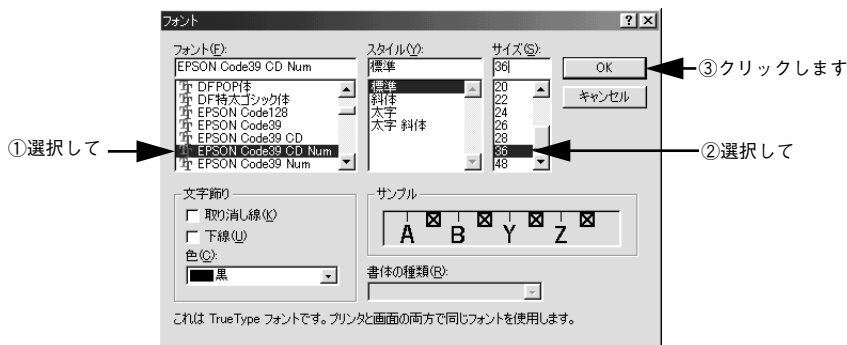 フォント
フォント(F):
EPSON Code39 CD Num
DFPOP体
DF特太ゴシック体
EPSON Code128
EPSON Code39
EPSON Code39 CD
EPSON Code39 CD Num
EPSON Code39 Num
スタイル(Y):
標準
標準
斜体
太字
太字 斜体
サイズ(S):
36
20
22
24
26
28
36
48
OK
キャンセル
①選択して
②選択して
③クリックします
文字飾り
取り消し線(K)
下線(U)
色(C):
黒
サンプル
A B Y Z
書体の種類(R):
これは TrueType フォントです。プリンタと画面の両方で同じフォントを使用します。